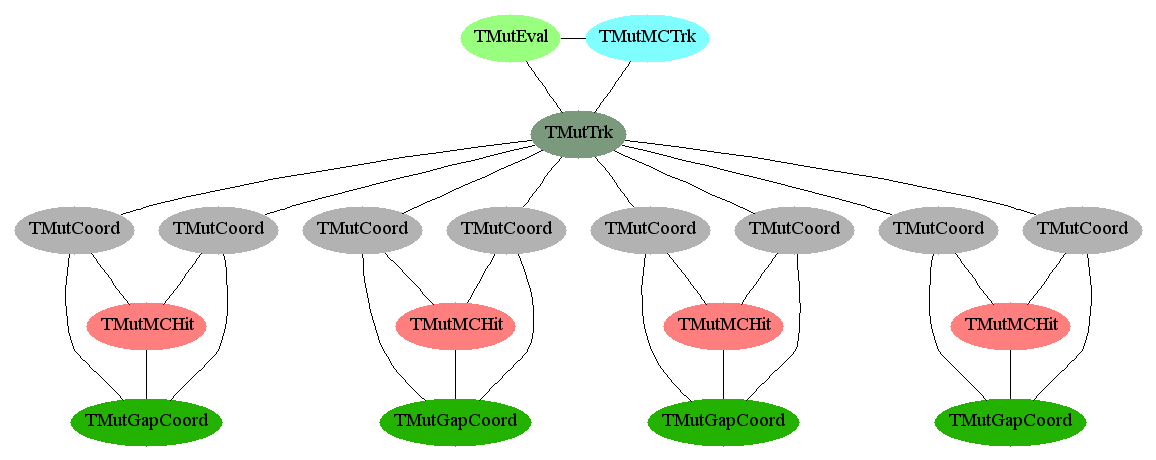 TMutEval
TMutMCTrk
TMutTrk
TMutCoord
TMutCoord
TMutCoord
TMutCoord
TMutCoord
TMutCoord
TMutCoord
TMutCoord
TMutMCHit
TMutMCHit
TMutMCHit
TMutMCHit
TMutGapCoord
TMutGapCoord
TMutGapCoord
TMutGapCoord